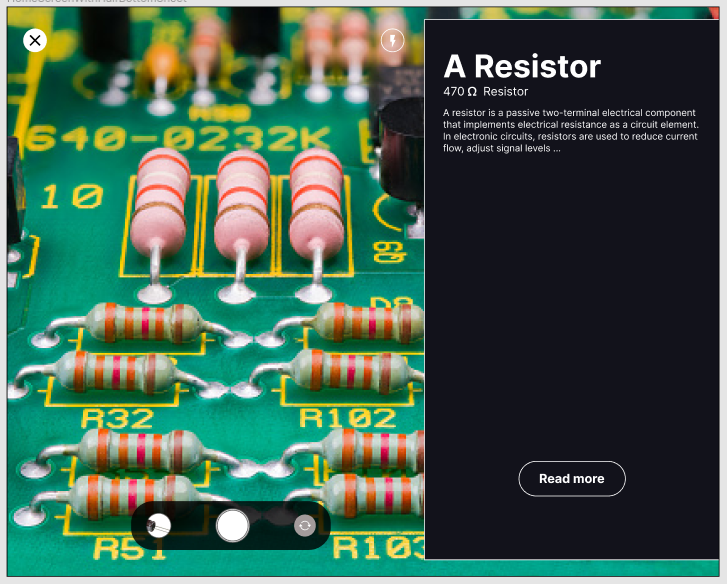 640-0232K
10
Q9
R32
R102
R51
R103
A Resistor
470 Ω Resistor
A resistor is a passive two-terminal electrical component
that implements electrical resistance as a circuit element.
In electronic circuits, resistors are used to reduce current
flow, adjust signal levels ...
Read more